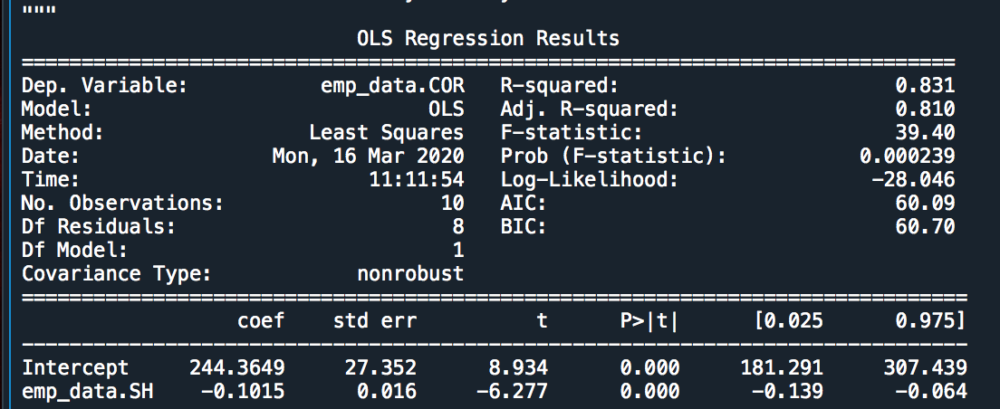 """
OLS Regression Results
==============================================================================
Dep. Variable: emp_data.COR R-squared: 0.831
Model: OLS Adj. R-squared: 0.810
Method: Least Squares F-statistic: 39.40
Date: Mon, 16 Mar 2020 Prob (F-statistic): 0.000239
Time: 11:11:54 Log-Likelihood: -28.046
No. Observations: 10 AIC: 60.09
Df Residuals: 8 BIC: 60.70
Df Model: 1
Covariance Type: nonrobust
===============================================================================
coef std err t P>|t| [0.025 0.975]
-------------------------------------------------------------------------------
Intercept 244.3649 27.352 8.934 0.000 181.291 307.439
emp_data.SH -0.1015 0.016 -6.277 0.000 -0.139 -0.064